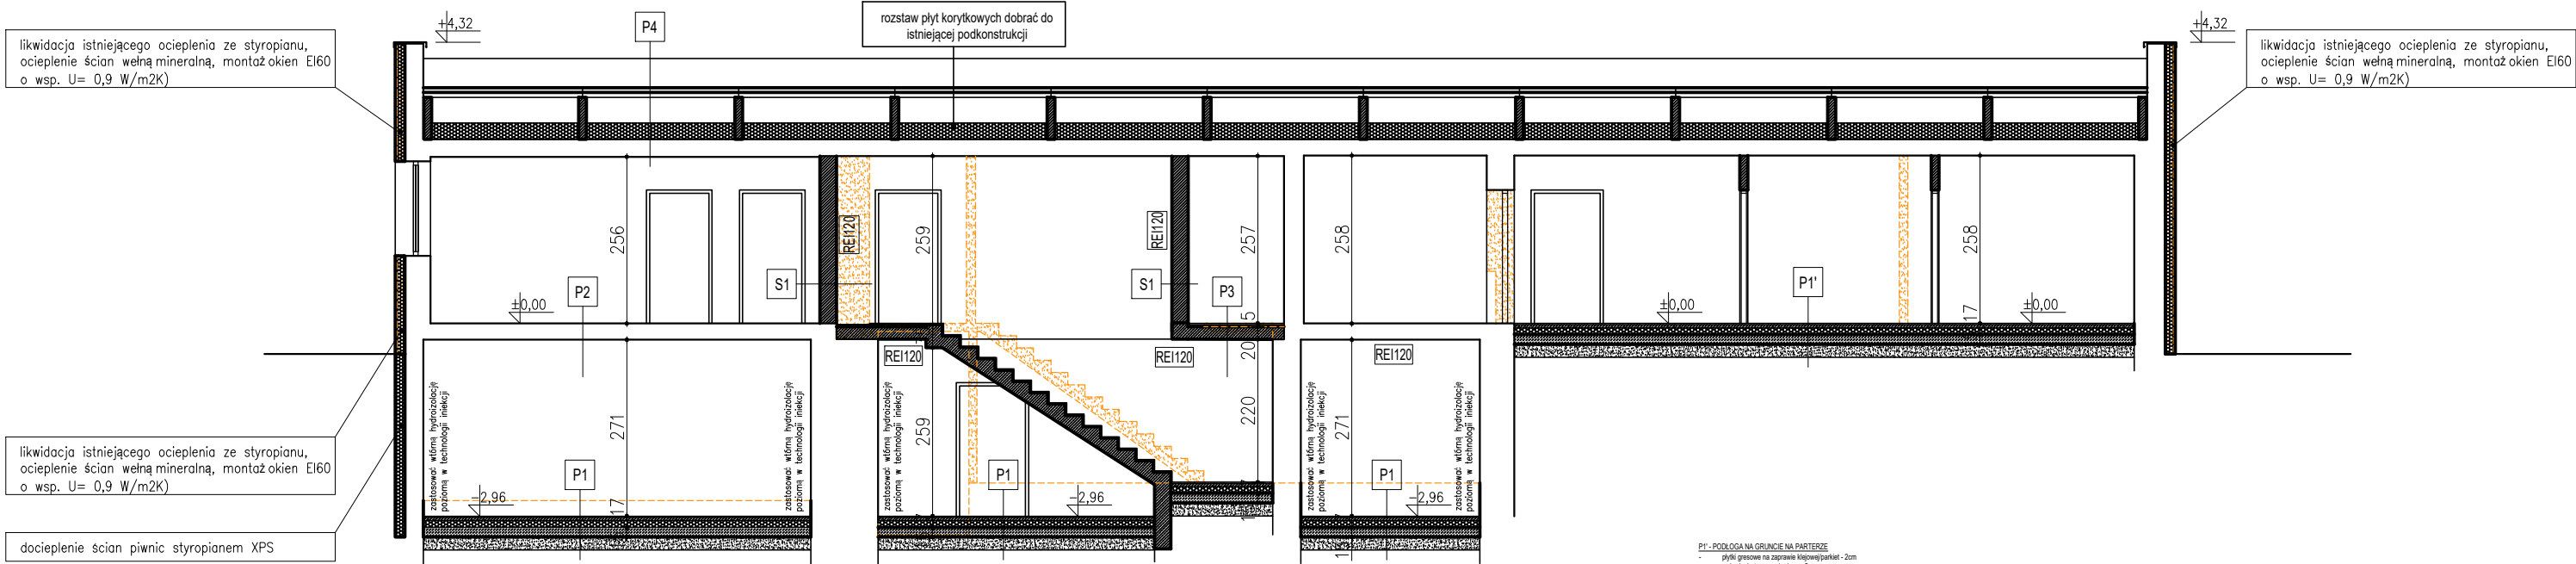 +4,32
P4
rozstaw płyt korytkowych dobrać do
istniejącej podkonstrukcji
+4,32
likwidacja istniejącego ocieplenia ze styropianu,
ocieplenie ścian wełną mineralną, montaż okien EI60
o wsp. U= 0,9 W/m2K)
likwidacja istniejącego ocieplenia ze styropianu,
ocieplenie ścian wełną mineralną, montaż okien EI60
o wsp. U= 0,9 W/m2K)
256
REI120
259
REI120
257
258
258
P2
S1
S1
P3
P1'
±0,00
±0,00
±0,00
5
17
REI120
REI120
20
REI120
zastosować wtórną hydroizolację
poziomą w technologii iniekcji
zastosować wtórną hydroizolację
poziomą w technologii iniekcji
zastosować wtórną hydroizolację
poziomą w technologii iniekcji
zastosować wtórną hydroizolację
poziomą w technologii iniekcji
zastosować wtórną hydroizolację
poziomą w technologii iniekcji
271
259
220
271
likwidacja istniejącego ocieplenia ze styropianu,
ocieplenie ścian wełną mineralną, montaż okien EI60
o wsp. U= 0,9 W/m2K)
P1
P1
P1
-2,96
-2,96
-2,96
17
docieplenie ścian piwnic styropianem XPS
P1' - PODŁOGA NA GRUNCIE NA PARTERZE
- płytki gresowe na zaprawie klejowej/parkiet - 2cm